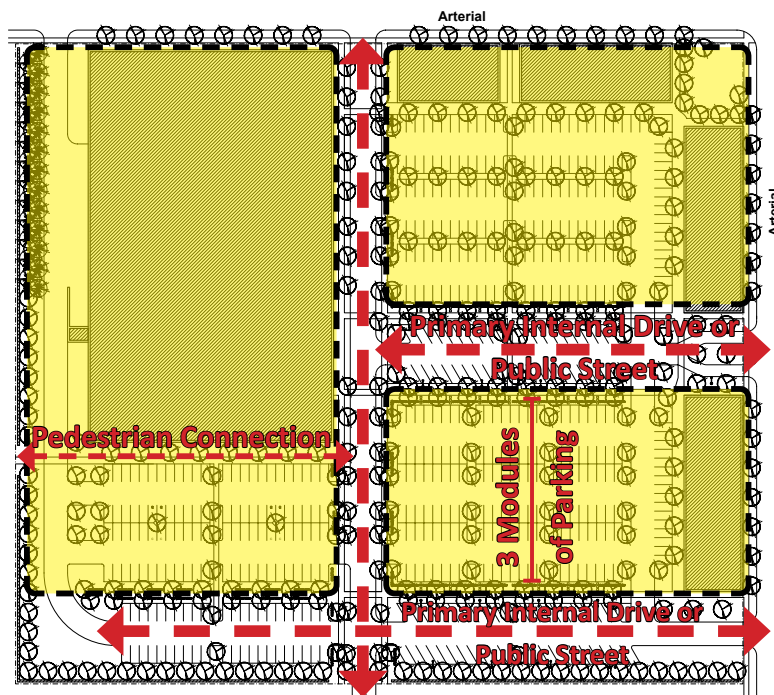 Arterial
Arterial
Primary Internal Drive or
Public Street
Pedestrian Connection
3 Modules
of Parking
Primary Internal Drive or
Public Street